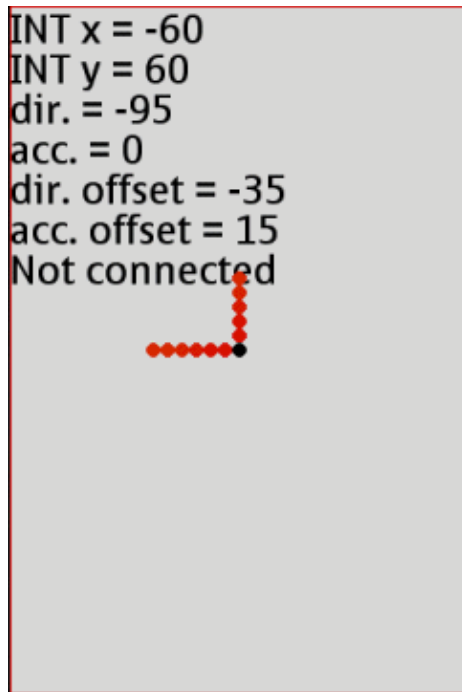 INT x = -60
INT y = 60
dir. = -95
acc. = 0
dir. offset = -35
acc. offset = 15
Not connected